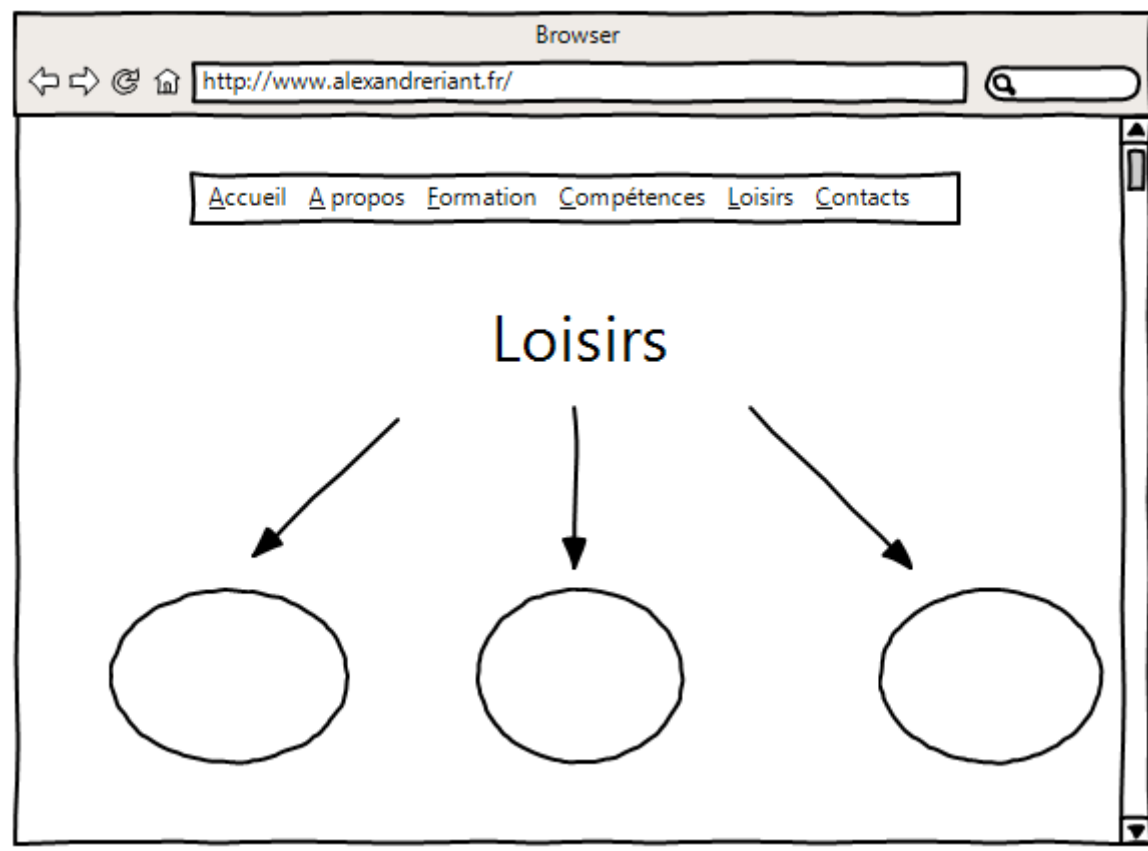 Browser
http://www.alexandreriant.fr/
Accueil A propos Formation Compétences Loisirs Contacts
Loisirs